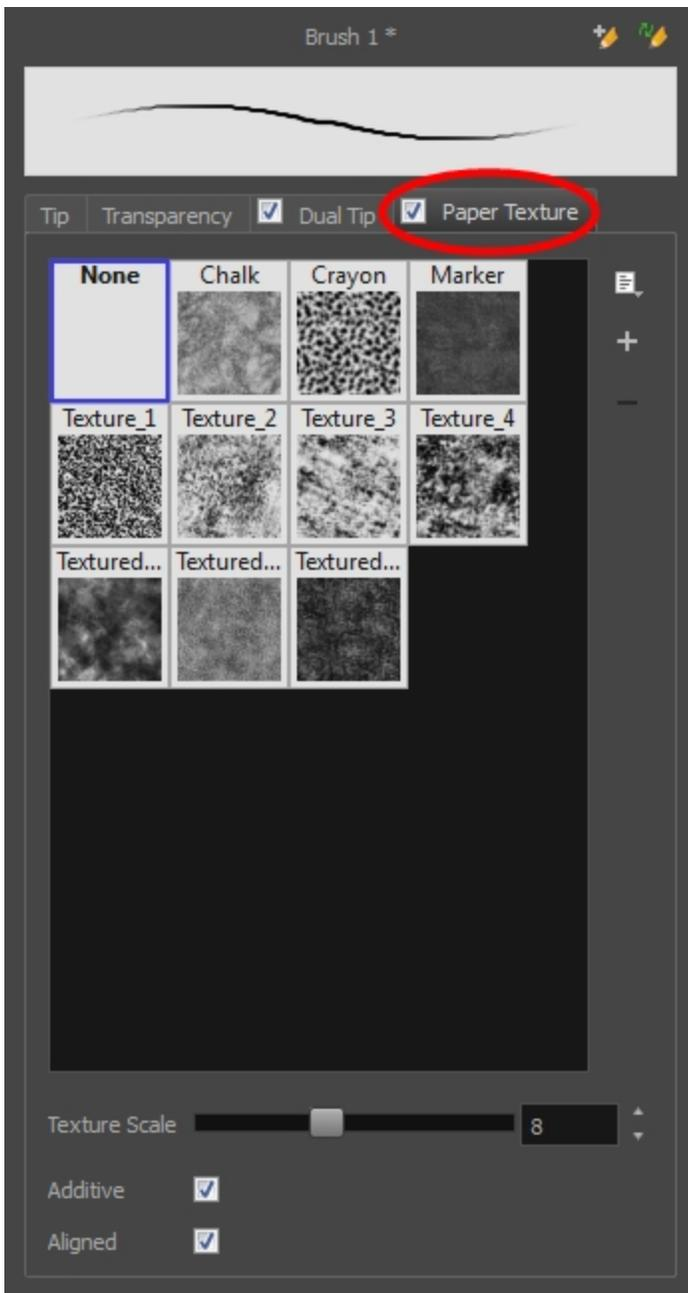 Brush 1 *
Tip Transparency Dual Tip Paper Texture
None Chalk Crayon Marker
Texture_1 Texture_2 Texture_3 Texture_4
Textured... Textured... Textured...
Texture Scale 8
Additive
Aligned